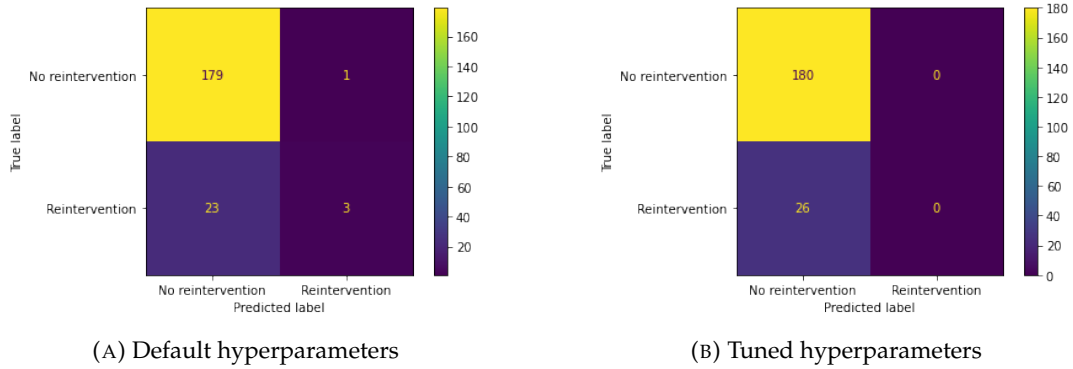 No reintervention
Reintervention
True label
179
1
23
3
No reintervention
Reintervention
Predicted label
160
140
120
100
80
60
40
20
(A) Default hyperparameters
No reintervention
Reintervention
True label
180
0
26
0
No reintervention
Reintervention
Predicted label
180
160
140
120
100
80
60
40
20
0
(B) Tuned hyperparameters